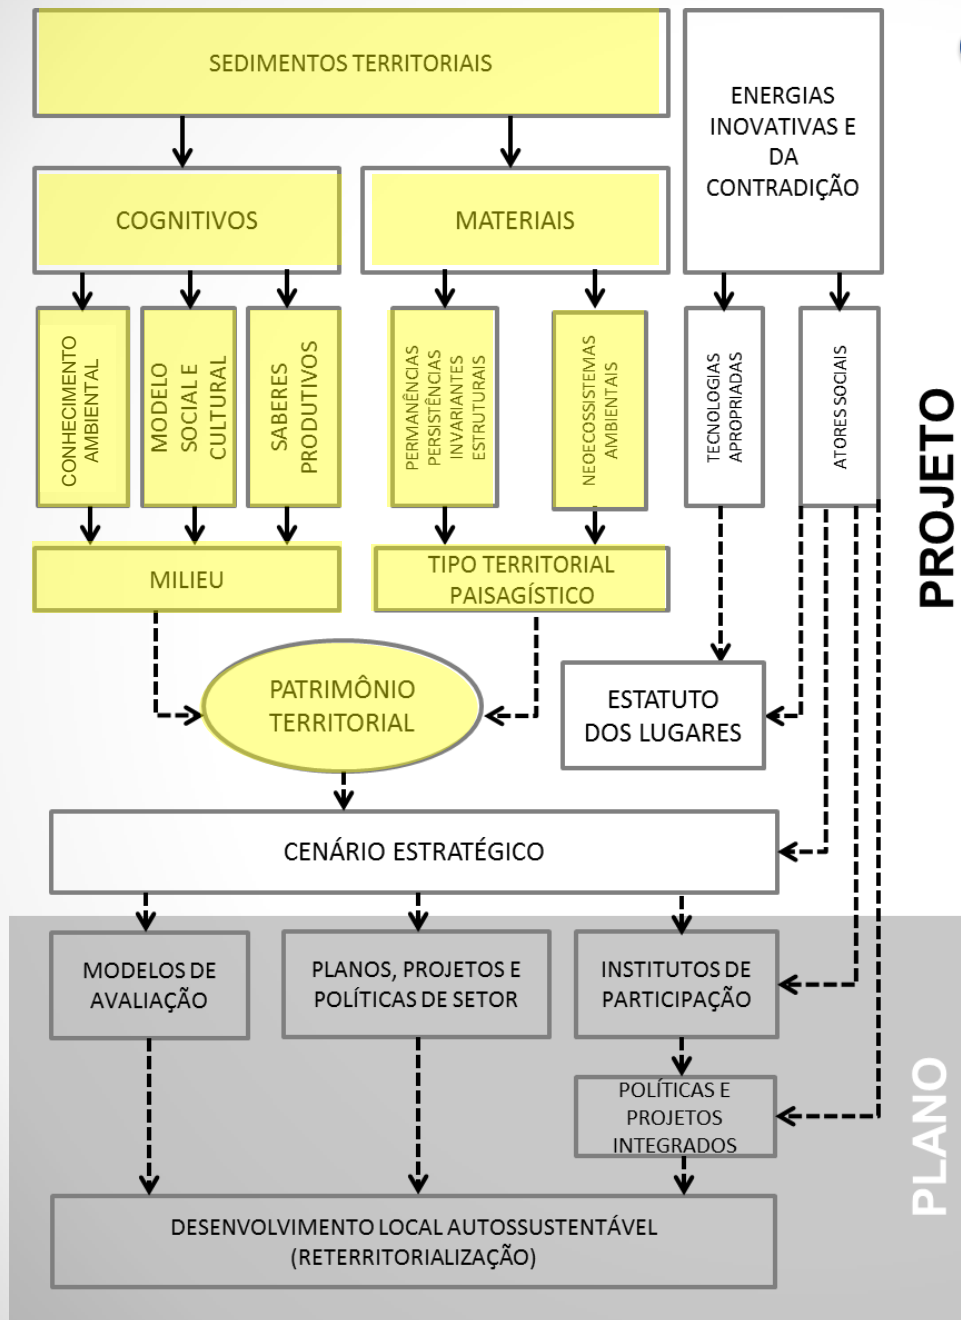 SEDIMENTOS TERRITORIAIS
ENERGIAS
INOVATIVAS E
DA
CONTRADIÇÃO
COGNITIVOS
MATERIAIS
CONHECIMENTO
AMBIENTAL
MODELO
SOCIAL E
CULTURAL
SABERES
PRODUTIVOS
PERMANÊNCIAS
PERSISTÊNCIAS
INVARIANTES
ESTRUTURAIS
NEOECOSSISTEMAS
AMBIENTAIS
TECNOLOGIAS
APROPRIADAS
ATORES SOCIAIS
PROJETO
MILIEU
TIPO TERRITORIAL
PAISAGÍSTICO
PATRIMÔNIO
TERRITORIAL
ESTATUTO
DOS LUGARES
CENÁRIO ESTRATÉGICO
MODELOS DE
AVALIAÇÃO
PLANOS, PROJETOS E
POLÍTICAS DE SETOR
INSTITUTOS DE
PARTICIPAÇÃO
POLÍTICAS E
PROJETOS
INTEGRADOS
PLANO
DESENVOLVIMENTO LOCAL AUTOSSUSTENTÁVEL
(RETERRITORIALIZAÇÃO)